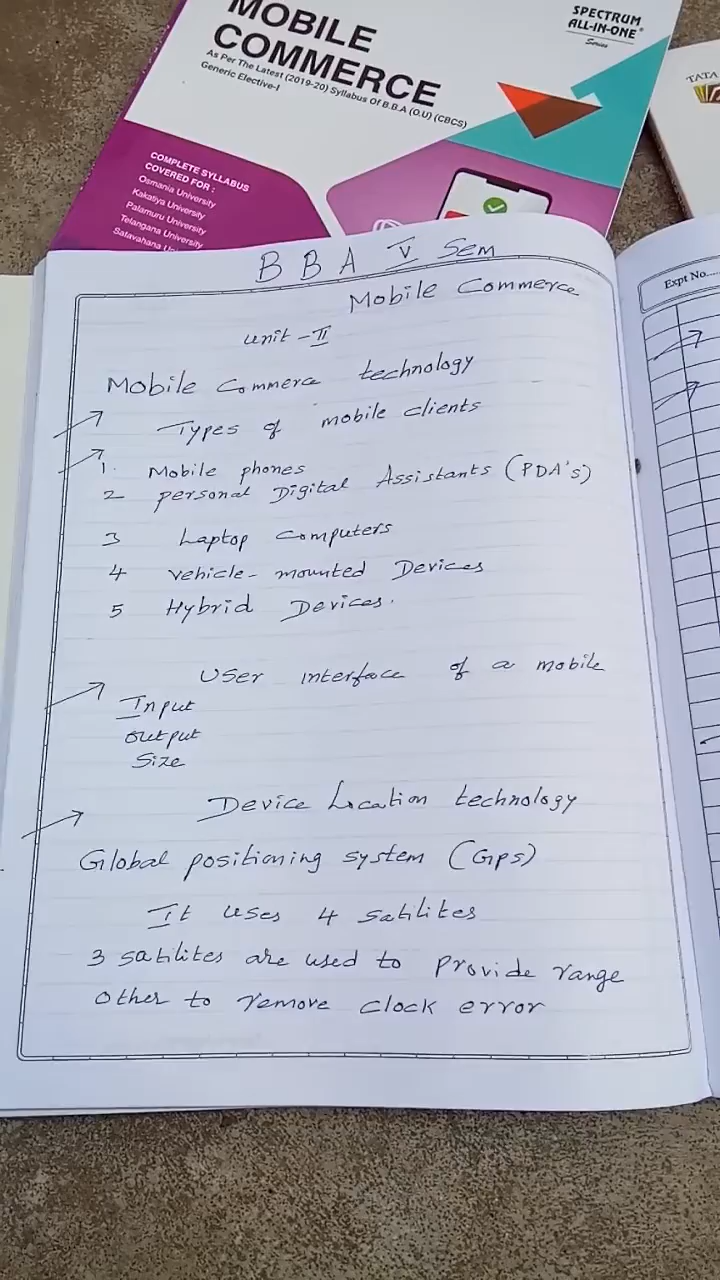 MOBILE
COMMERCE
As Per The Latest (2019-20) Syllabus Of B.B.A (O.U) (CBCS)
Generic Elective-I
SPECTRUM
ALL-IN-ONE
Series
TATA
COMPLETE SYLLABUS
COVERED FOR :
Osmania University
Kakatiya University
Palamuru University
Telangana University
Satavahana
Expt No.....
BBA V Sem
Mobile Commerce
unit - II
Mobile Commerce technology
Types of mobile clients
1. Mobile phones
2 personal Digital Assistants (PDA's)
3 Laptop Computers
4 vehicle-mounted Devices
5 Hybrid Devices.
User interface of a mobile
Input
output
Size
Device Location technology
Global positioning system (GPS)
It uses 4 satilites
3 satilites are used to provide range
other to remove clock error